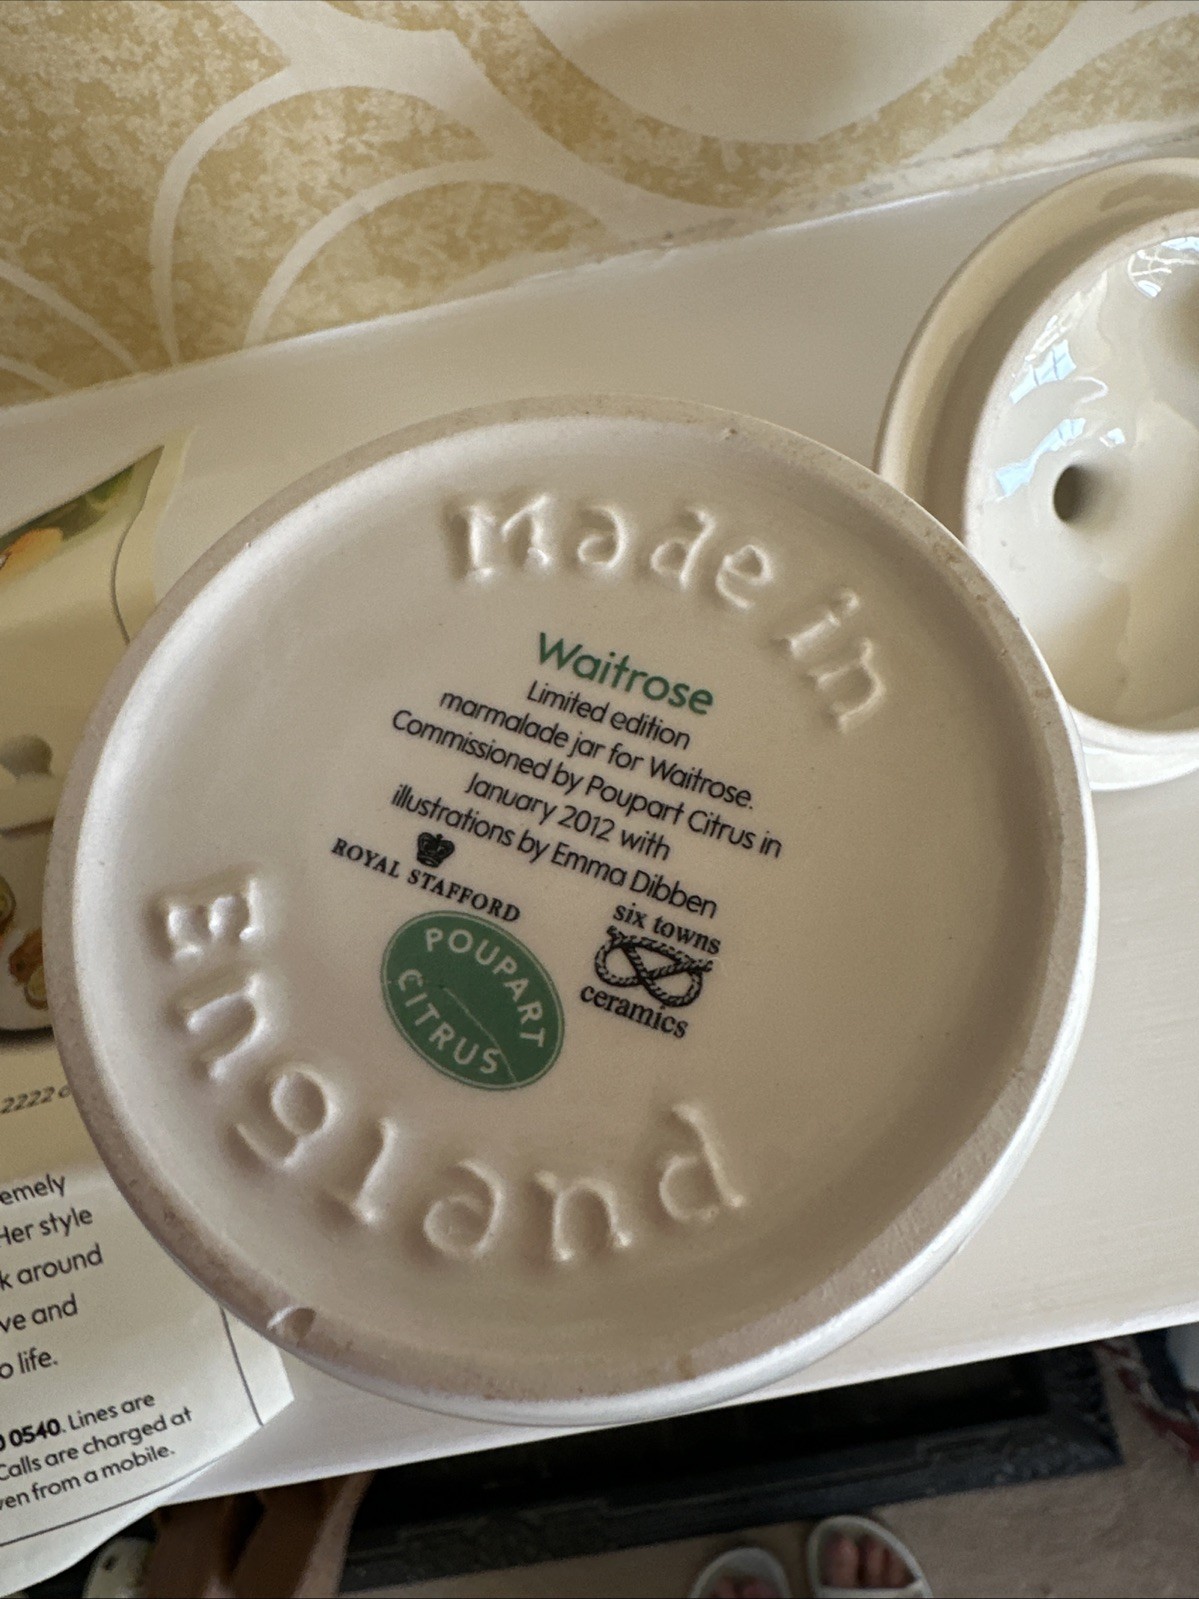 Made in
Waitrose
Limited edition
marmalade jar for Waitrose.
Commissioned by Poupart Citrus in
January 2012 with
illustrations by Emma Dibben
ROYAL STAFFORD
six towns
ceramics
POUPART
CITRUS
England
2222
emely
Her style
k around
ve and
o life.
0540. Lines are
Calls are charged at
ven from a mobile.